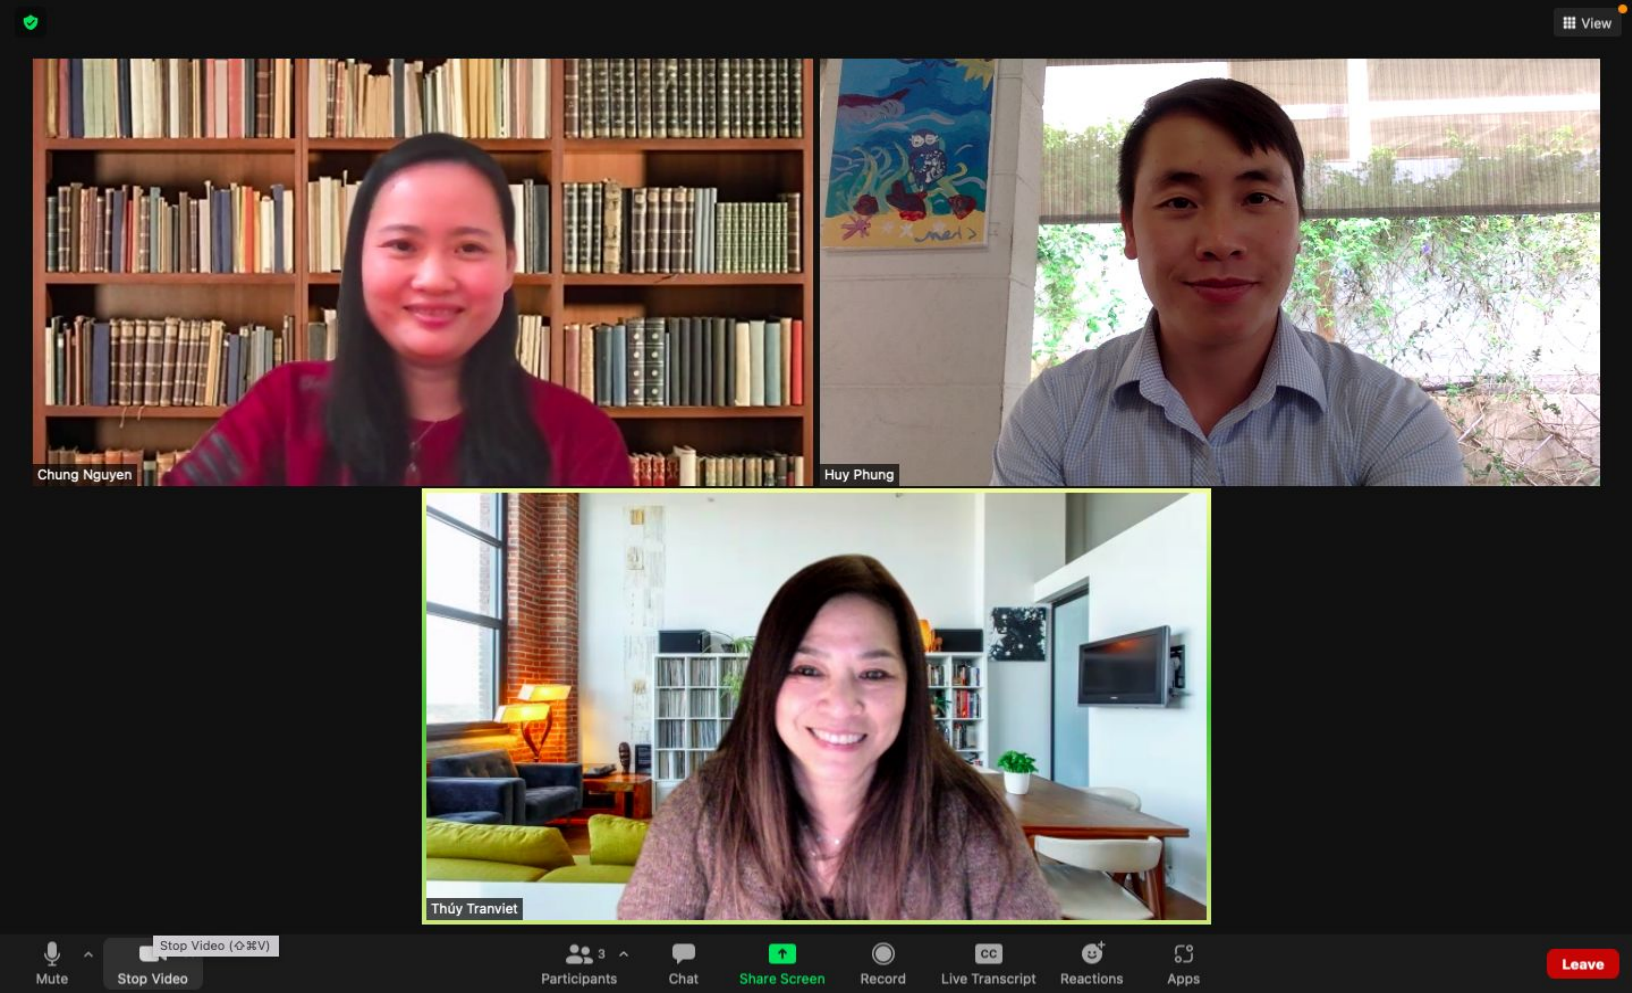 View
Chung Nguyen
Huy Phung
Thúy Tranviet
Stop Video (⇧⌘V)
3
CC
Mute
Stop Video
Participants
Chat
Share Screen
Record
Live Transcript
Reactions
Apps
Leave